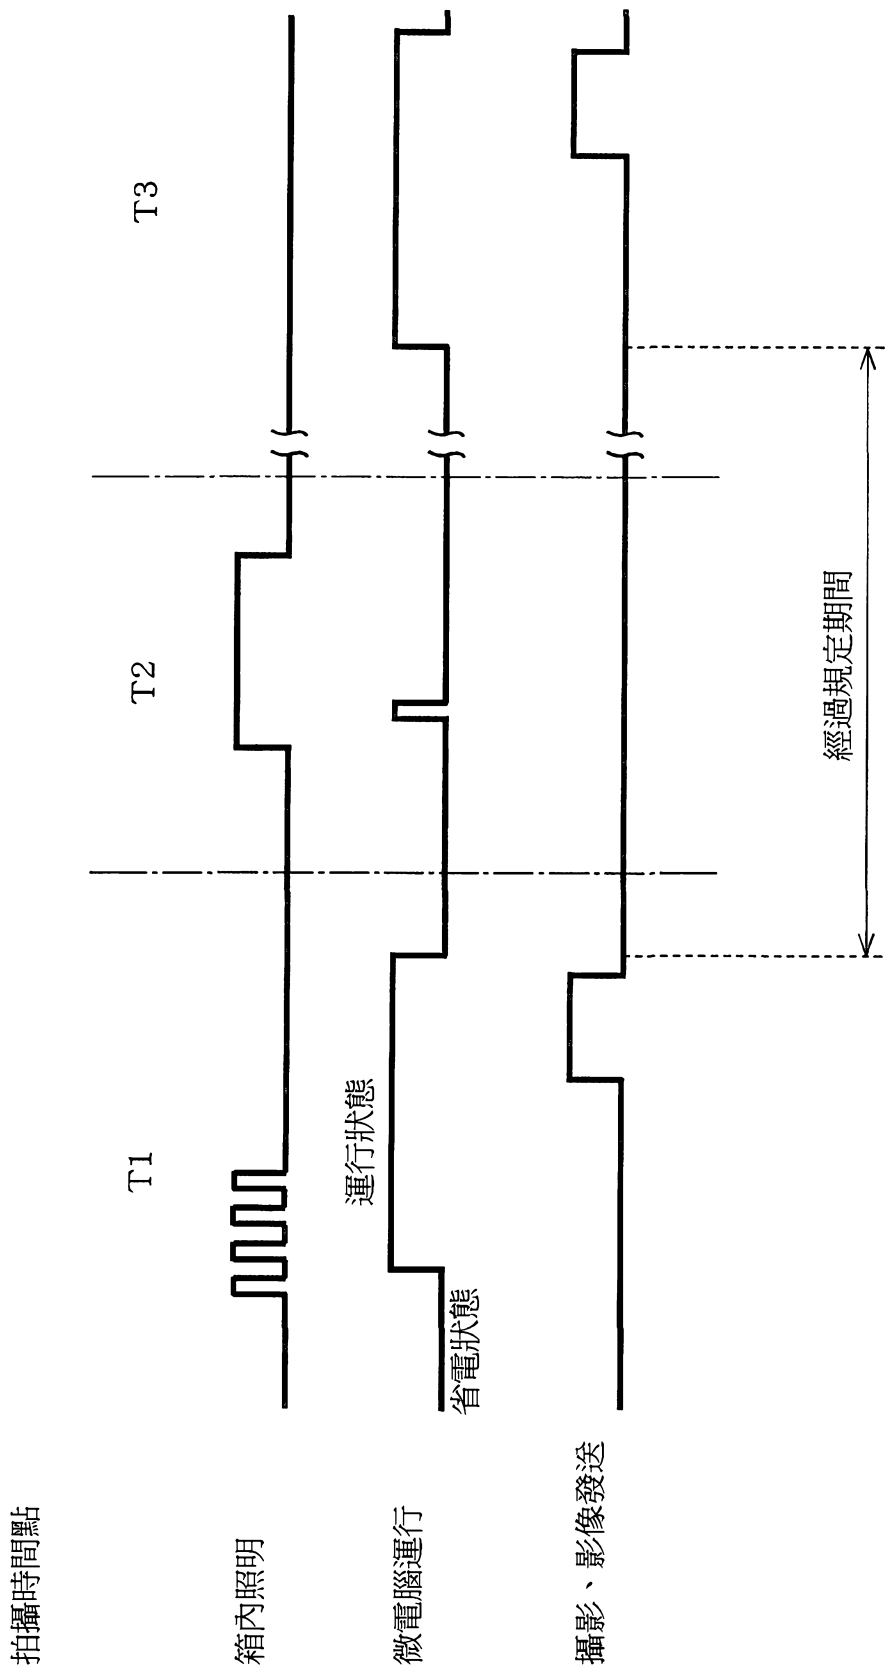 拍攝時間點
T1
T2
T3
箱內照明
運行狀態
省電狀態
微電腦運行
攝影、影像發送
經過規定期間